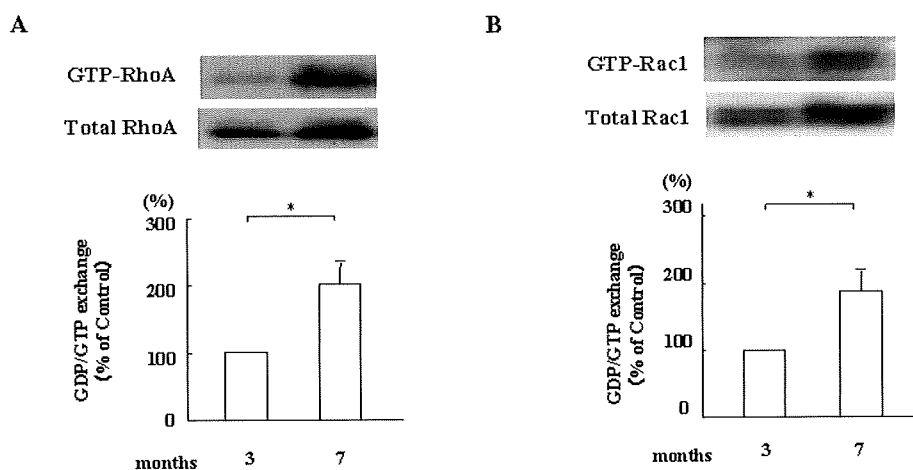 A
GTP-RhoA
Total RhoA
(%)
300
200
100
0
GDP/GTP exchange
(% of Control)
*
months 3 7
B
GTP-Rac1
Total Rac1
(%)
300
200
100
0
GDP/GTP exchange
(% of Control)
*
months 3 7